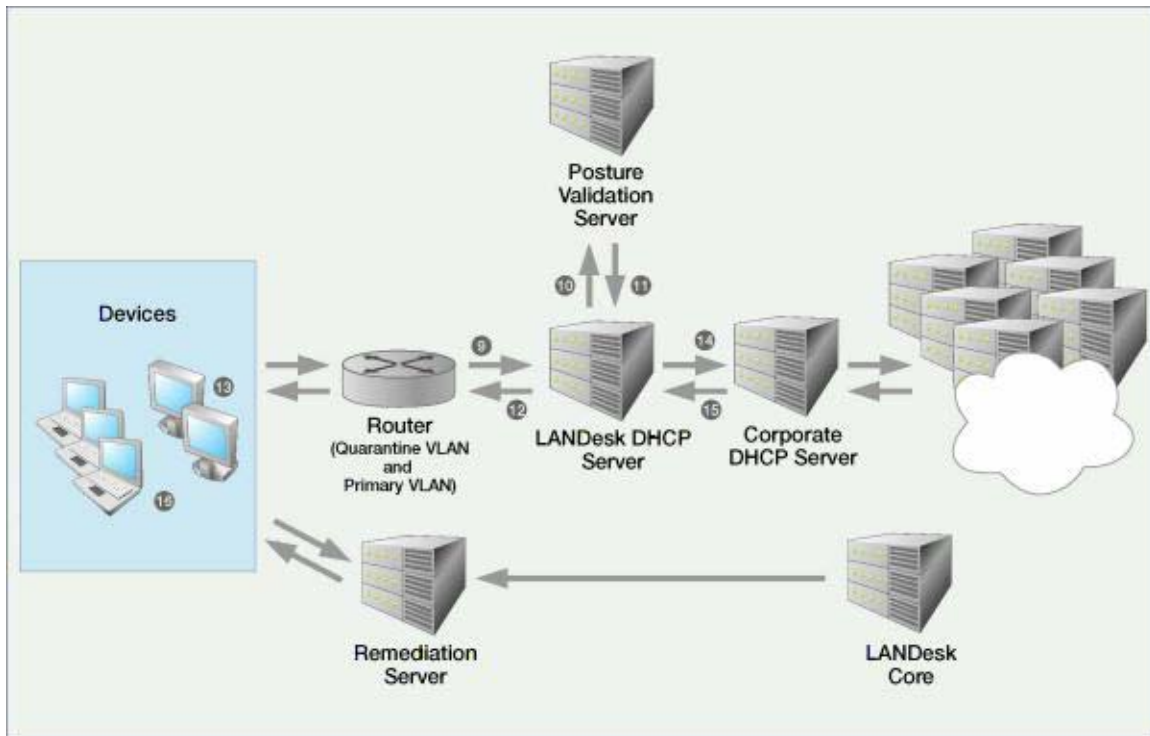 Posture
Validation
Server
10
11
Devices
13
16
Router
(Quarantine VLAN
and
Primary VLAN)
9
12
LANDesk DHCP
Server
14
15
Corporate
DHCP Server
Remediation
Server
LANDesk
Core